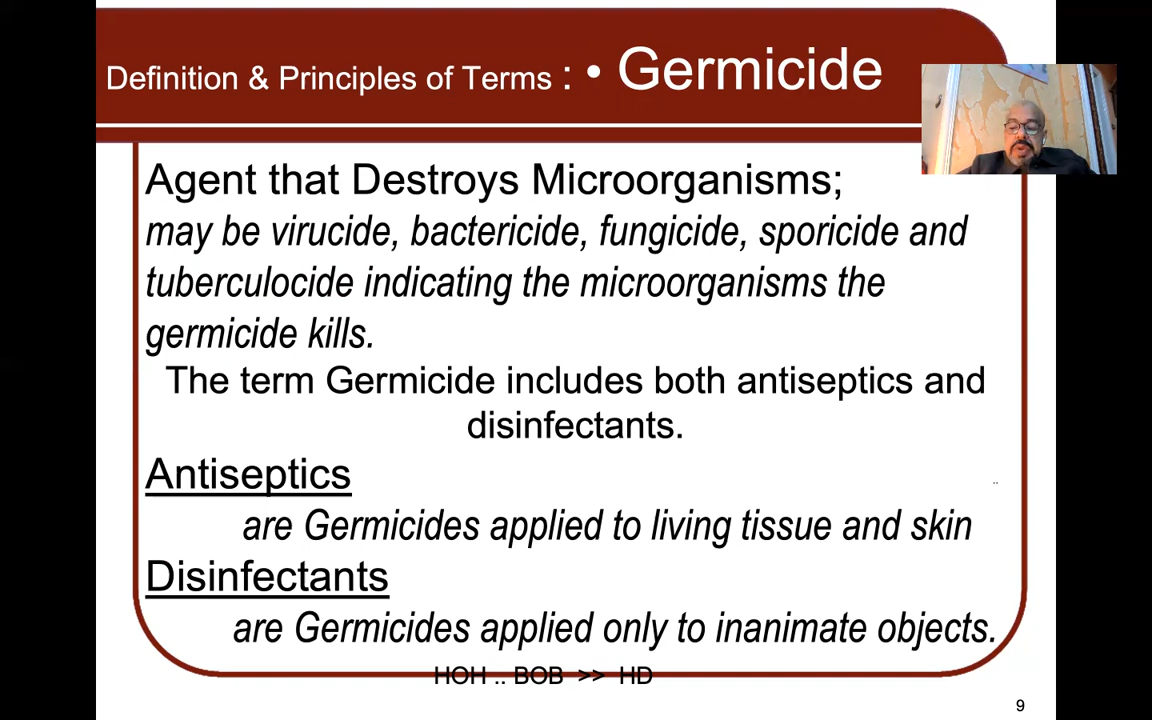 Definition & Principles of Terms : • Germicide
Agent that Destroys Microorganisms;
may be virucide, bactericide, fungicide, sporicide and
tuberculocide indicating the microorganisms the
germicide kills.
The term Germicide includes both antiseptics and
disinfectants.
Antiseptics
..
are Germicides applied to living tissue and skin
Disinfectants
are Germicides applied only to inanimate objects.
HOH .. BOB >> HD
9